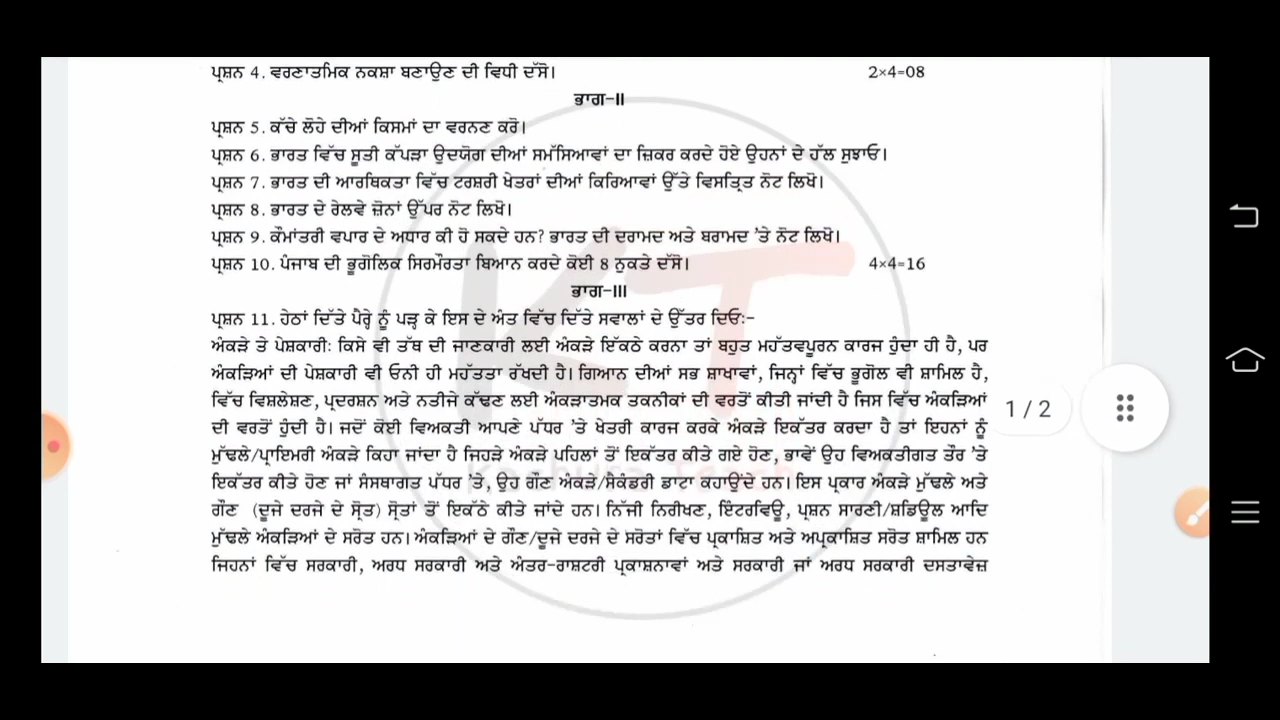 ਪ੍ਰਸ਼ਨ 4. ਵਰਣਾਤਮਿਕ ਨਕਸ਼ਾ ਬਣਾਉਣ ਦੀ ਵਿਧੀ ਦੱਸੋ। 2×4=08
ਭਾਗ-II
ਪ੍ਰਸ਼ਨ 5. ਕੱਚੇ ਲੋਹੇ ਦੀਆਂ ਕਿਸਮਾਂ ਦਾ ਵਰਨਣ ਕਰੋ।
ਪ੍ਰਸ਼ਨ 6. ਭਾਰਤ ਵਿੱਚ ਸੂਤੀ ਕੱਪੜਾ ਉਦਯੋਗ ਦੀਆਂ ਸਮੱਸਿਆਵਾਂ ਦਾ ਜ਼ਿਕਰ ਕਰਦੇ ਹੋਏ ਉਹਨਾਂ ਦੇ ਹੱਲ ਸੁਝਾਓ।
ਪ੍ਰਸ਼ਨ 7. ਭਾਰਤ ਦੀ ਆਰਥਿਕਤਾ ਵਿੱਚ ਟਰਸ਼ਰੀ ਖੇਤਰਾਂ ਦੀਆਂ ਕਿਰਿਆਵਾਂ ਉੱਤੇ ਵਿਸਤ੍ਰਿਤ ਨੋਟ ਲਿਖੋ।
ਪ੍ਰਸ਼ਨ 8. ਭਾਰਤ ਦੇ ਰੇਲਵੇ ਜ਼ੋਨਾਂ ਉੱਪਰ ਨੋਟ ਲਿਖੋ।
ਪ੍ਰਸ਼ਨ 9. ਕੌਮਾਂਤਰੀ ਵਪਾਰ ਦੇ ਅਧਾਰ ਕੀ ਹੋ ਸਕਦੇ ਹਨ? ਭਾਰਤ ਦੀ ਦਰਾਮਦ ਅਤੇ ਬਰਾਮਦ 'ਤੇ ਨੋਟ ਲਿਖੋ।
ਪ੍ਰਸ਼ਨ 10. ਪੰਜਾਬ ਦੀ ਭੂਗੋਲਿਕ ਸਿਰਮੌਰਤਾ ਬਿਆਨ ਕਰਦੇ ਕੋਈ 8 ਨੁਕਤੇ ਦੱਸੋ। 4×4=16
ਭਾਗ-III
ਪ੍ਰਸ਼ਨ 11. ਹੇਠਾਂ ਦਿੱਤੇ ਪੈਰ੍ਹੇ ਨੂੰ ਪੜ੍ਹ ਕੇ ਇਸ ਦੇ ਅੰਤ ਵਿੱਚ ਦਿੱਤੇ ਸਵਾਲਾਂ ਦੇ ਉੱਤਰ ਦਿਓ:-
ਅੰਕੜੇ ਤੇ ਪੇਸ਼ਕਾਰੀ: ਕਿਸੇ ਵੀ ਤੱਥ ਦੀ ਜਾਣਕਾਰੀ ਲਈ ਅੰਕੜੇ ਇੱਕਠੇ ਕਰਨਾ ਤਾਂ ਬਹੁਤ ਮਹੱਤਵਪੂਰਨ ਕਾਰਜ ਹੁੰਦਾ ਹੀ ਹੈ, ਪਰ
ਅੰਕੜਿਆਂ ਦੀ ਪੇਸ਼ਕਾਰੀ ਵੀ ਓਨੀ ਹੀ ਮਹੱਤਤਾ ਰੱਖਦੀ ਹੈ। ਗਿਆਨ ਦੀਆਂ ਸਭ ਸ਼ਾਖਾਵਾਂ, ਜਿਨ੍ਹਾਂ ਵਿੱਚ ਭੂਗੋਲ ਵੀ ਸ਼ਾਮਿਲ ਹੈ,
ਵਿੱਚ ਵਿਸ਼ਲੇਸ਼ਣ, ਪ੍ਰਦਰਸ਼ਨ ਅਤੇ ਨਤੀਜੇ ਕੱਢਣ ਲਈ ਅੰਕੜਾਤਮਕ ਤਕਨੀਕਾਂ ਦੀ ਵਰਤੋਂ ਕੀਤੀ ਜਾਂਦੀ ਹੈ ਜਿਸ ਵਿੱਚ ਅੰਕੜਿਆਂ
ਦੀ ਵਰਤੋਂ ਹੁੰਦੀ ਹੈ। ਜਦੋਂ ਕੋਈ ਵਿਅਕਤੀ ਆਪਣੇ ਪੱਧਰ 'ਤੇ ਖੇਤਰੀ ਕਾਰਜ ਕਰਕੇ ਅੰਕੜੇ ਇਕੱਤਰ ਕਰਦਾ ਹੈ ਤਾਂ ਇਹਨਾਂ ਨੂੰ
ਮੁੱਢਲੇ/ਪ੍ਰਾਇਮਰੀ ਅੰਕੜੇ ਕਿਹਾ ਜਾਂਦਾ ਹੈ ਜਿਹੜੇ ਅੰਕੜੇ ਪਹਿਲਾਂ ਤੋਂ ਇਕੱਤਰ ਕੀਤੇ ਗਏ ਹੋਣ, ਭਾਵੇਂ ਉਹ ਵਿਅਕਤੀਗਤ ਤੌਰ 'ਤੇ
ਇਕੱਤਰ ਕੀਤੇ ਹੋਣ ਜਾਂ ਸੰਸਥਾਗਤ ਪੱਧਰ 'ਤੇ, ਉਹ ਗੌਣ ਅੰਕੜੇ/ਸੈਕੰਡਰੀ ਡਾਟਾ ਕਹਾਉਂਦੇ ਹਨ। ਇਸ ਪ੍ਰਕਾਰ ਅੰਕੜੇ ਮੁੱਢਲੇ ਅਤੇ
ਗੌਣ (ਦੂਜੇ ਦਰਜੇ ਦੇ ਸ੍ਰੋਤ) ਸ੍ਰੋਤਾਂ ਤੋਂ ਇਕੱਠੇ ਕੀਤੇ ਜਾਂਦੇ ਹਨ। ਨਿੱਜੀ ਨਿਰੀਖਣ, ਇੰਟਰਵਿਊ, ਪ੍ਰਸ਼ਨ ਸਾਰਣੀ/ਸ਼ਡਿਊਲ ਆਦਿ
ਮੁੱਢਲੇ ਅੰਕੜਿਆਂ ਦੇ ਸਰੋਤ ਹਨ। ਅੰਕੜਿਆਂ ਦੇ ਗੌਣ/ਦੂਜੇ ਦਰਜੇ ਦੇ ਸਰੋਤਾਂ ਵਿੱਚ ਪ੍ਰਕਾਸ਼ਿਤ ਅਤੇ ਅਪ੍ਰਕਾਸ਼ਿਤ ਸਰੋਤ ਸ਼ਾਮਿਲ ਹਨ
ਜਿਹਨਾਂ ਵਿੱਚ ਸਰਕਾਰੀ, ਅਰਧ ਸਰਕਾਰੀ ਅਤੇ ਅੰਤਰ-ਰਾਸ਼ਟਰੀ ਪ੍ਰਕਾਸ਼ਨਾਵਾਂ ਅਤੇ ਸਰਕਾਰੀ ਜਾਂ ਅਰਧ ਸਰਕਾਰੀ ਦਸਤਾਵੇਜ਼
1 / 2
KT